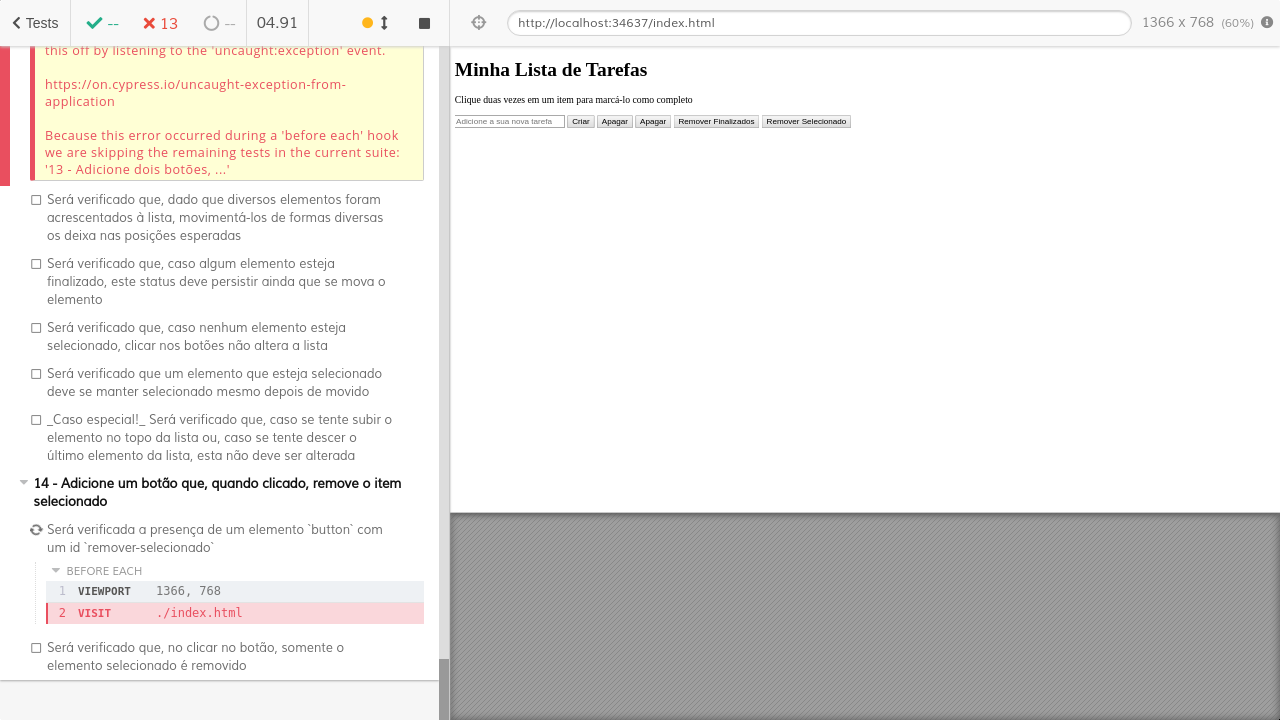 Tests
--
13
--
04.91
http://localhost:34637/index.html
1366 x 768 (60%)
this off by listening to the 'uncaught:exception' event.
https://on.cypress.io/uncaught-exception-from-
application
Because this error occurred during a 'before each' hook
we are skipping the remaining tests in the current suite:
'13 - Adicione dois botões, ...'
Será verificado que, dado que diversos elementos foram
acrescentados à lista, movimentá-los de formas diversas
os deixa nas posições esperadas
Será verificado que, caso algum elemento esteja
finalizado, este status deve persistir ainda que se mova o
elemento
Será verificado que, caso nenhum elemento esteja
selecionado, clicar nos botões não altera a lista
Será verificado que um elemento que esteja selecionado
deve se manter selecionado mesmo depois de movido
_Caso especial!_ Será verificado que, caso se tente subir o
elemento no topo da lista ou, caso se tente descer o
último elemento da lista, esta não deve ser alterada
14 - Adicione um botão que, quando clicado, remove o item
selecionado
Será verificada a presença de um elemento `button` com
um id `remover-selecionado`
BEFORE EACH
1 VIEWPORT 1366, 768
2 VISIT ./index.html
Será verificado que, no clicar no botão, somente o
elemento selecionado é removido
Minha Lista de Tarefas
Clique duas vezes em um item para marcá-lo como completo
Adicione a sua nova tarefa Criar Apagar Apagar Remover Finalizados Remover Selecionado